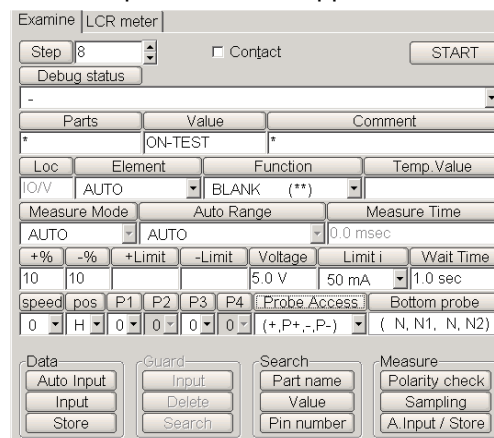 Examine LCR meter
Step 8 Contact START
Debug status
-
Parts Value Comment
* ON-TEST *
Loc Element Function Temp.Value
IO/V AUTO BLANK (**)
Measure Mode Auto Range Measure Time
AUTO AUTO 0.0 msec
+% -% +Limit -Limit Voltage Limit i Wait Time
10 10 5.0 V 50 mA 1.0 sec
speed pos P1 P2 P3 P4 Probe Access Bottom probe
0 H 0 0 0 0 (+,P+,-,P-) ( N, N1, N, N2)
Data Guard Search Measure
Auto Input Input Part name Polarity check
Input Delete Value Sampling
Store Search Pin number A.Input / Store